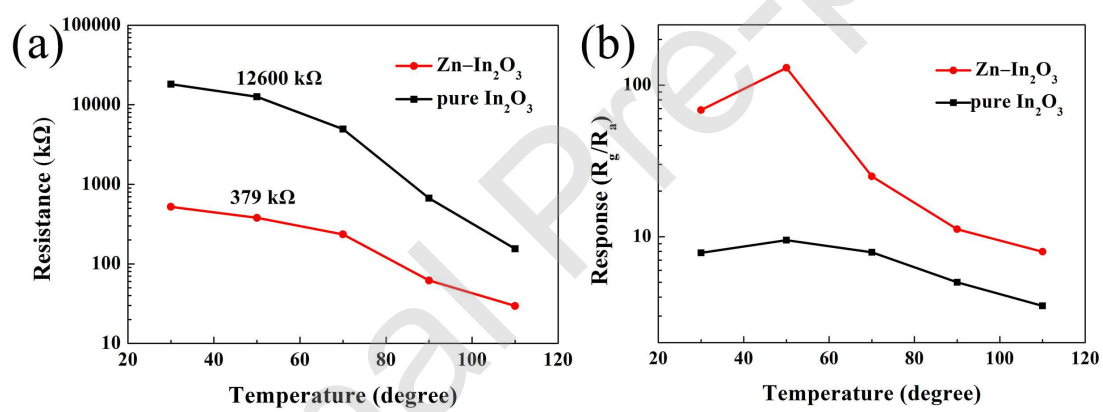 (a)
100000
10000
1000
100
10
Resistance (kΩ)
12600 kΩ
379 kΩ
Zn–In₂O₃
pure In₂O₃
20 40 60 80 100 120
Temperature (degree)
(b)
100
10
Response (Rg/Ra)
Zn–In₂O₃
pure In₂O₃
20 40 60 80 100 120
Temperature (degree)
nal Pre-p